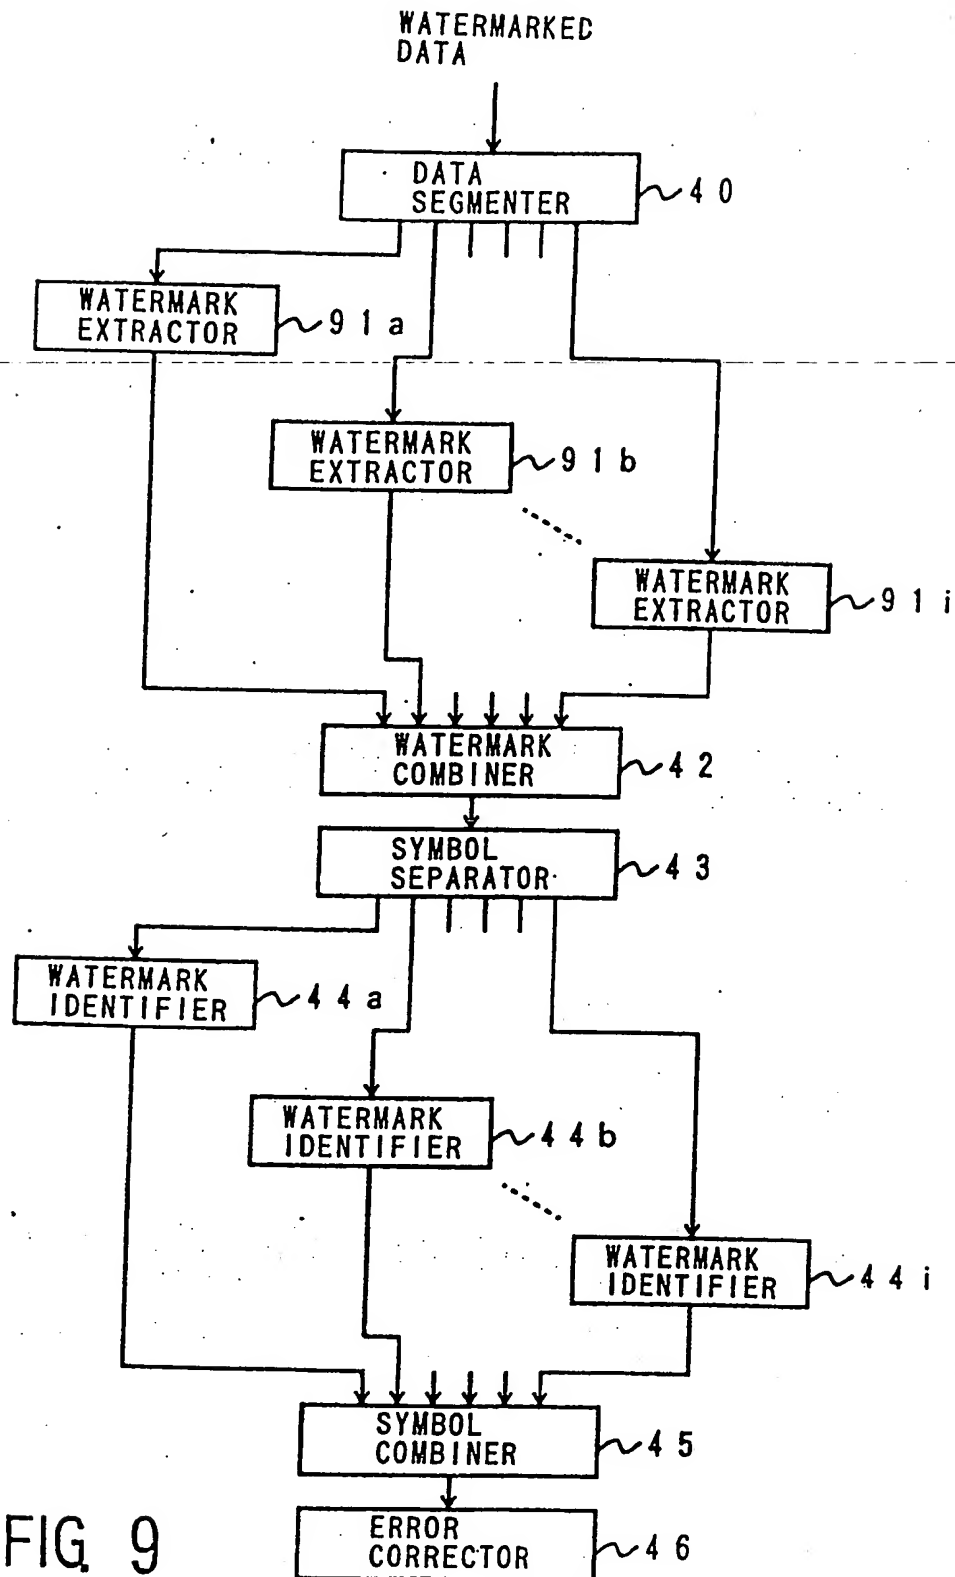 WATERMARKED
DATA
DATA
SEGMENTER
40
WATERMARK
EXTRACTOR
91a
WATERMARK
EXTRACTOR
91b
WATERMARK
EXTRACTOR
91i
WATERMARK
COMBINER
42
SYMBOL
SEPARATOR
43
WATERMARK
IDENTIFIER
44a
WATERMARK
IDENTIFIER
44b
WATERMARK
IDENTIFIER
44i
SYMBOL
COMBINER
45
ERROR
CORRECTOR
46
FIG. 9